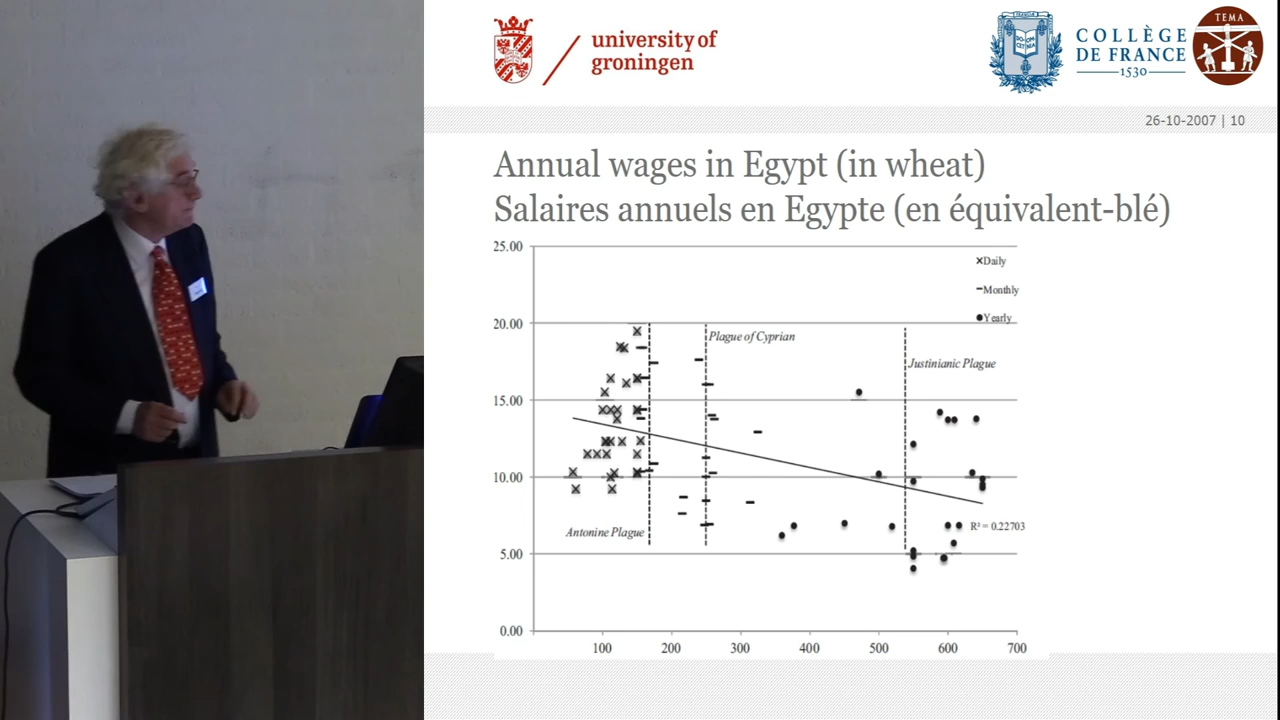 university of
groningen
COLLÈGE
DE FRANCE
1530
TEMA
26-10-2007 | 10
Annual wages in Egypt (in wheat)
Salaires annuels en Egypte (en équivalent-blé)
25.00
20.00
15.00
10.00
5.00
0.00
Daily
Monthly
Yearly
Plague of Cyprian
Justinianic Plague
Antonine Plague
R² = 0.22703
100 200 300 400 500 600 700